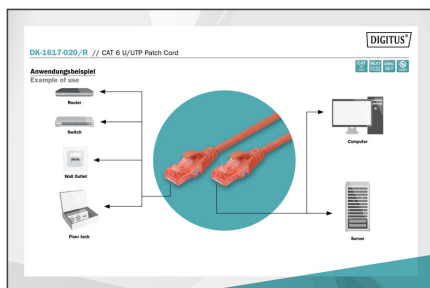 DIGITUS®
DK-1617-020/R // CAT 6 U/UTP Patch Cord
Anwendungsbeispiel
Example of use
Router
Switch
Wall Outlet
Floor tank
Computer
Server